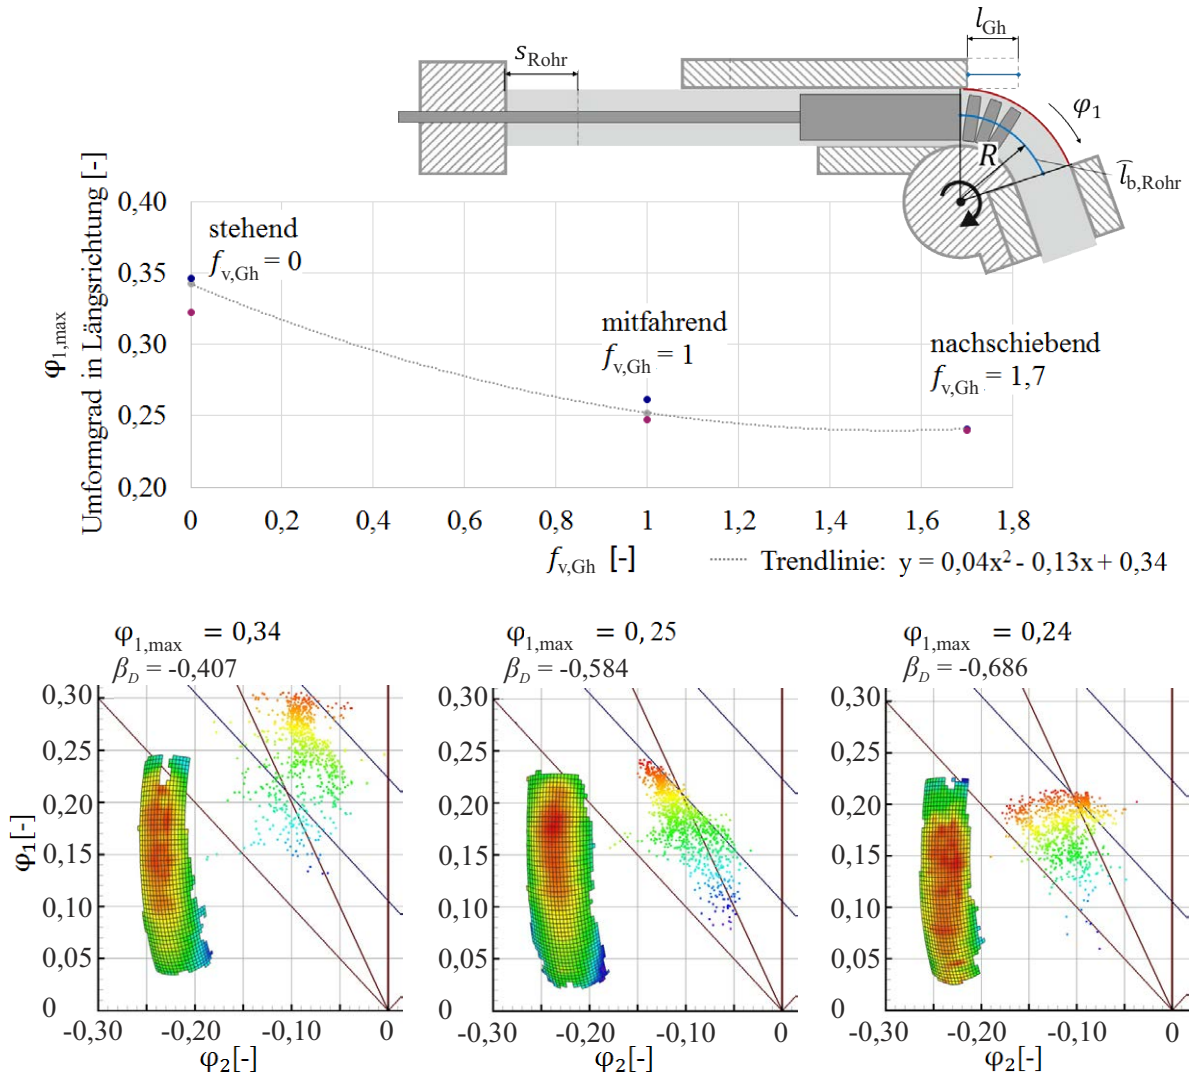 l_Gh
s_Rohr
φ₁
R
l_b,Rohr
φ_1,max
Umformgrad in Längsrichtung [-]
0,40
0,35
0,30
0,25
0,20
stehend
f_v,Gh = 0
mitfahrend
f_v,Gh = 1
nachschiebend
f_v,Gh = 1,7
0 0,2 0,4 0,6 0,8 1 1,2 1,4 1,6 1,8
f_v,Gh [-]
Trendlinie: y = 0,04x² - 0,13x + 0,34
φ_1,max = 0,34
β_D = -0,407
φ_1,max = 0,25
β_D = -0,584
φ_1,max = 0,24
β_D = -0,686
φ₁[-]
0,30
0,25
0,20
0,15
0,10
0,05
0
-0,30 -0,20 -0,10 0
φ₂[-]
0,30
0,25
0,20
0,15
0,10
0,05
0
-0,30 -0,20 -0,10 0
φ₂[-]
0,30
0,25
0,20
0,15
0,10
0,05
0
-0,30 -0,20 -0,10 0
φ₂[-]